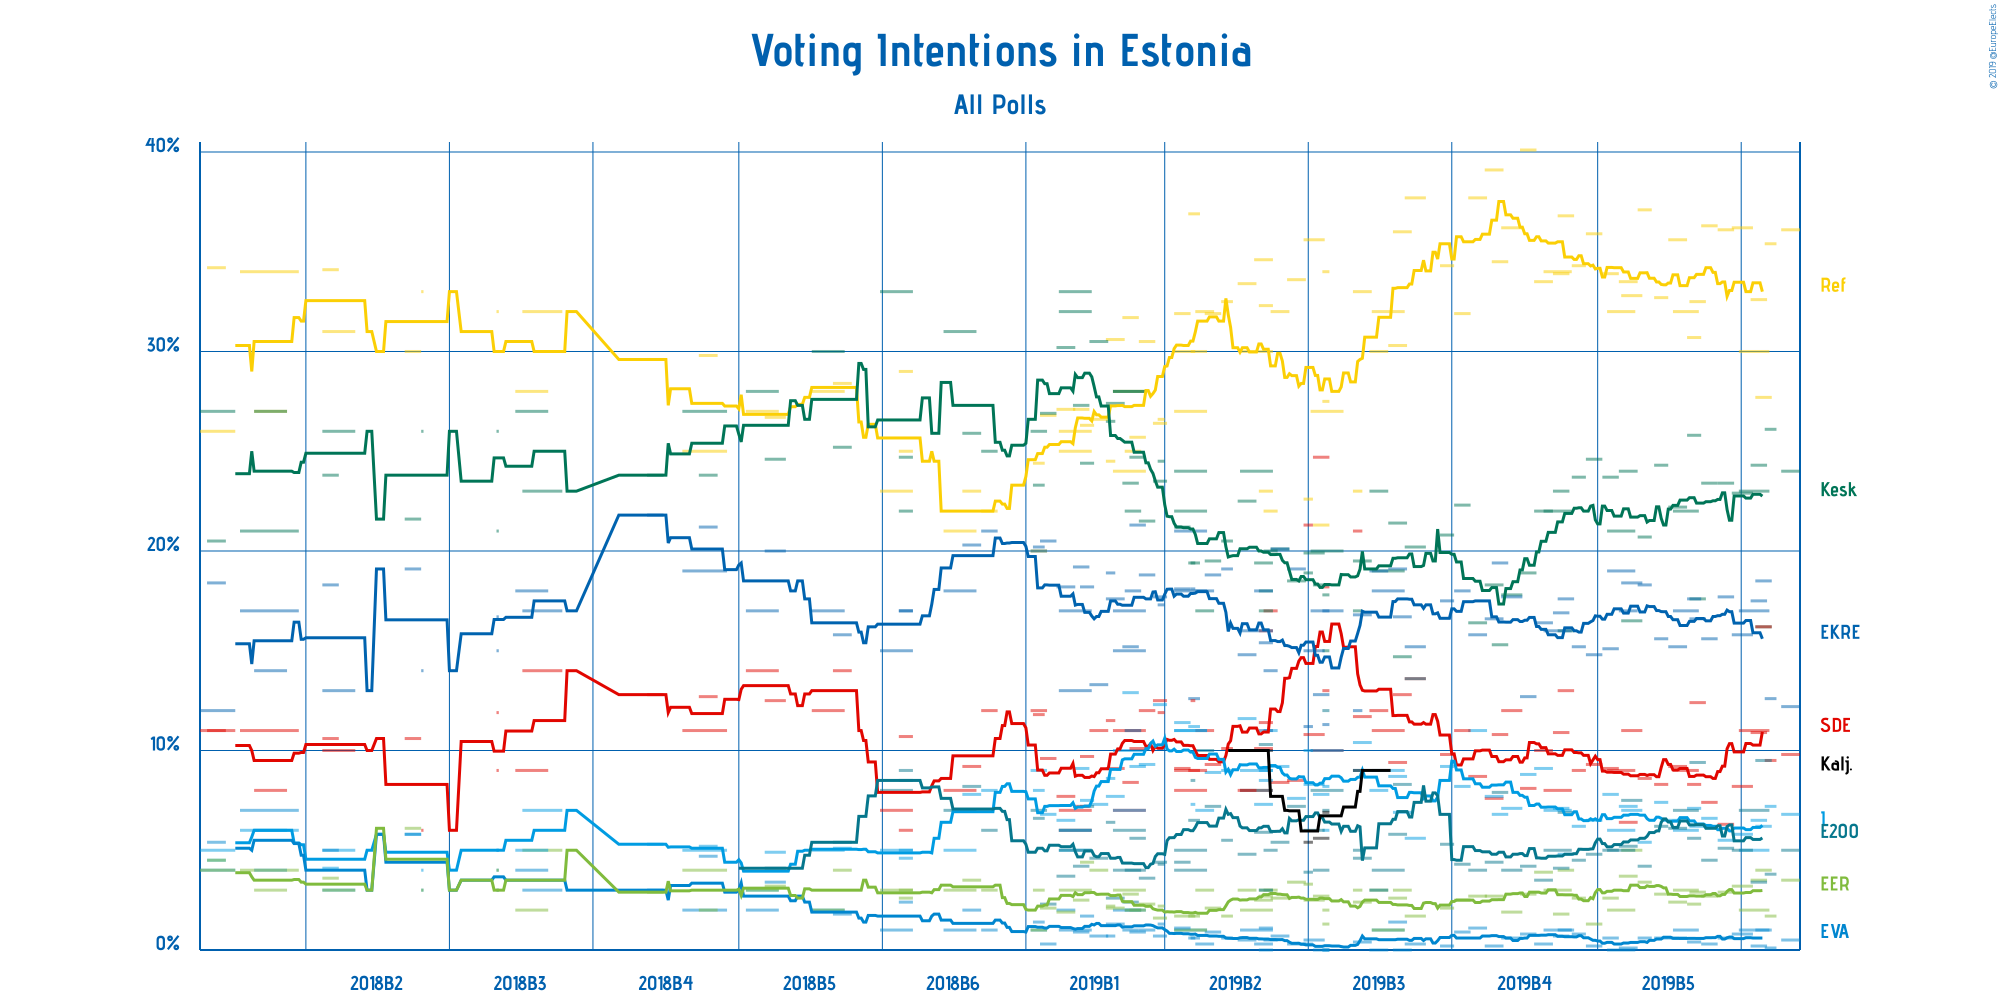 © 2019 @EuropeElects
Voting Intentions in Estonia
All Polls
40%
30%
20%
10%
0%
Ref
Kesk
EKRE
SDE
Kalj.
I
E200
EER
EVA
2018B2
2018B3
2018B4
2018B5
2018B6
2019B1
2019B2
2019B3
2019B4
2019B5